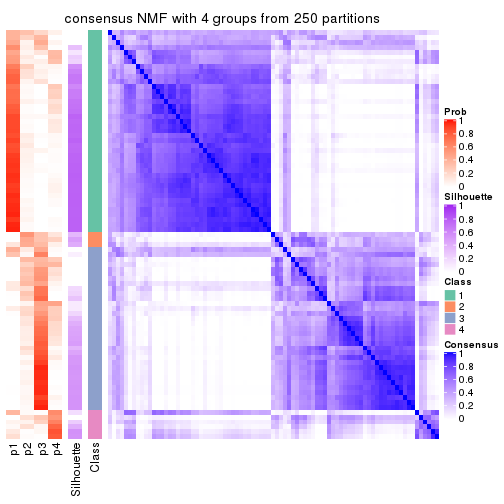 consensus NMF with 4 groups from 250 partitions
Prob
1
0.8
0.6
0.4
0.2
0
Silhouette
1
0.8
0.6
0.4
0.2
0
Class
1
2
3
4
Consensus
1
0.8
0.6
0.4
0.2
0
p1
p2
p3
p4
Silhouette
Class